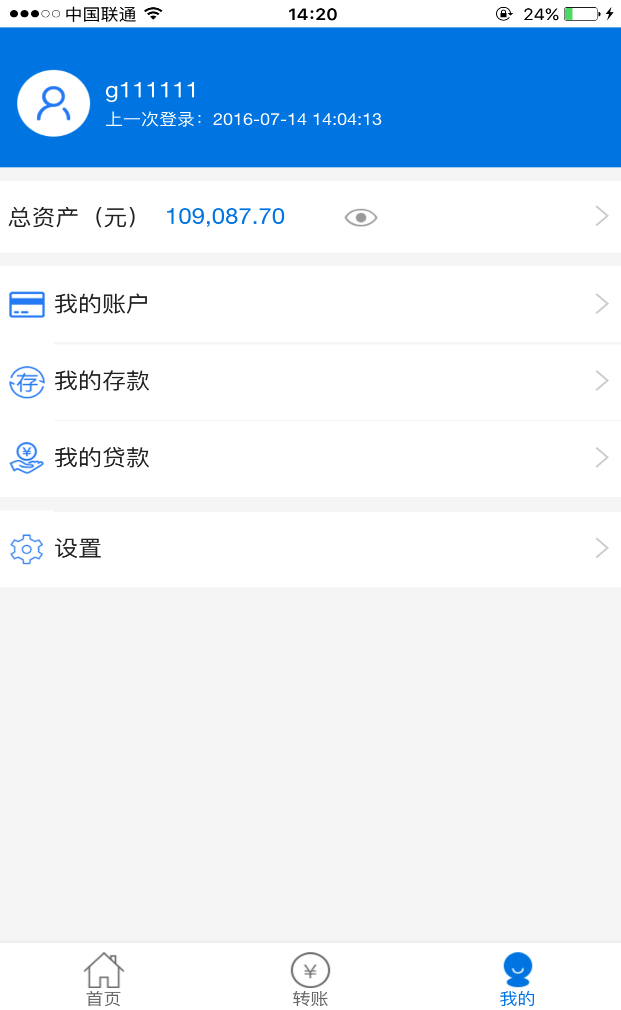 中国联通 14:20 24%
g111111
上一次登录：2016-07-14 14:04:13
总资产（元） 109,087.70
我的账户
存 我的存款
¥ 我的贷款
设置
¥
首页 转账 我的